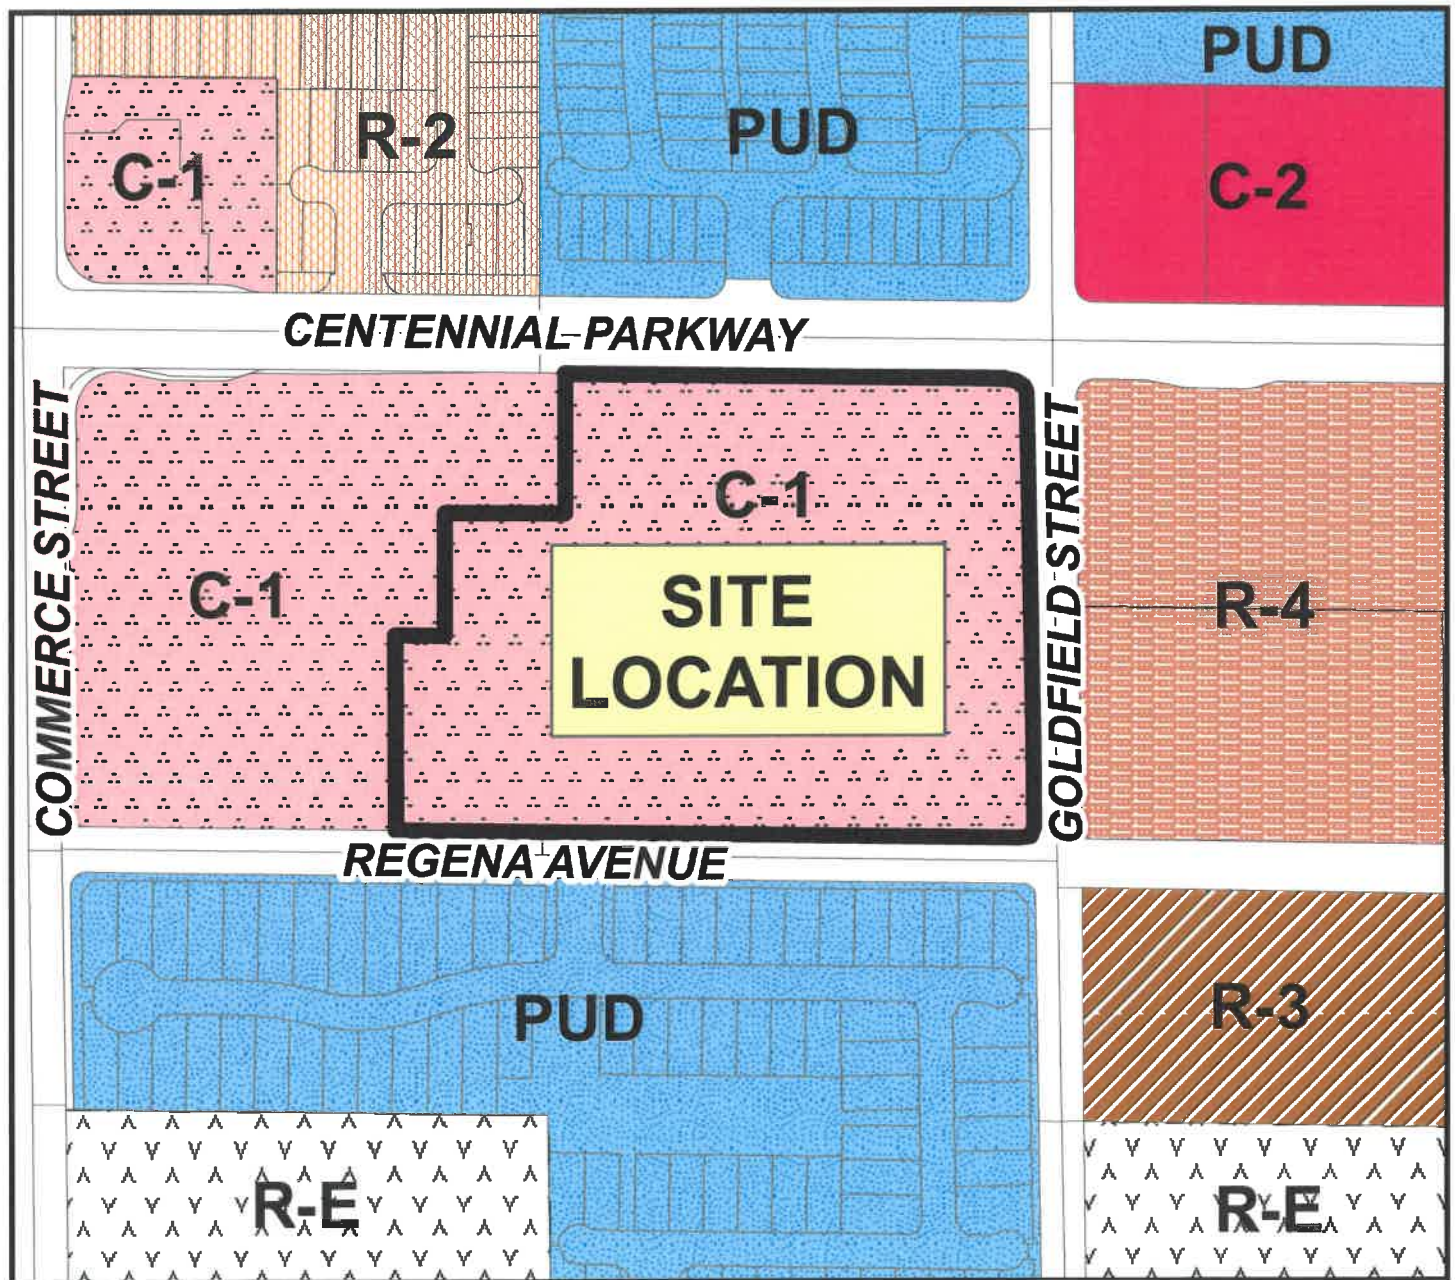 PUD
R-2
PUD
C-1
C-2
CENTENNIAL PARKWAY
COMMERCE STREET
GOLDFIELD STREET
C-1
C-1
SITE
LOCATION
R-4
REGENA AVENUE
PUD
R-3
R-E
R-E